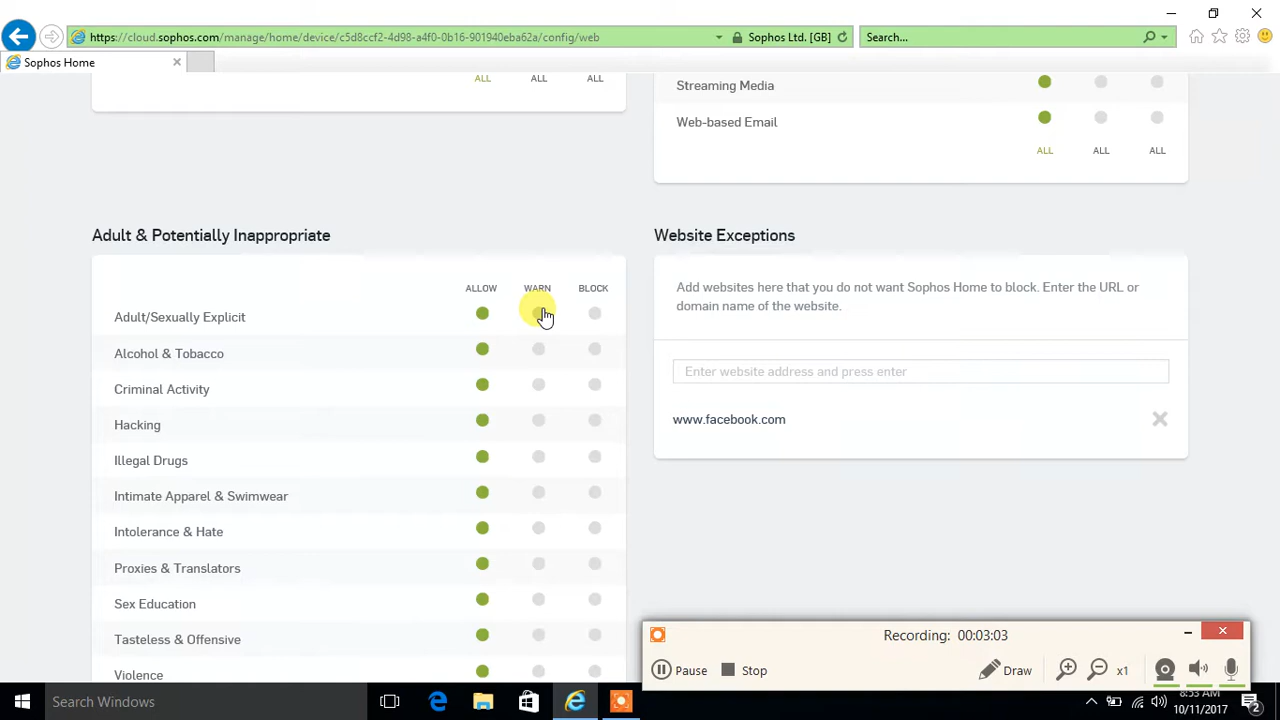 https://cloud.sophos.com/manage/home/device/c5d8ccf2-4d98-a4f0-0b16-901940eba62a/config/web
Sophos Ltd. [GB]
Search...
Sophos Home
ALL ALL ALL
Streaming Media
Web-based Email
ALL ALL ALL
Adult & Potentially Inappropriate
ALLOW WARN BLOCK
Adult/Sexually Explicit
Alcohol & Tobacco
Criminal Activity
Hacking
Illegal Drugs
Intimate Apparel & Swimwear
Intolerance & Hate
Proxies & Translators
Sex Education
Tasteless & Offensive
Violence
Website Exceptions
Add websites here that you do not want Sophos Home to block. Enter the URL or
domain name of the website.
Enter website address and press enter
www.facebook.com
Recording: 00:03:03
Pause Stop Draw x1
Search Windows
8:53 AM
10/11/2017
2